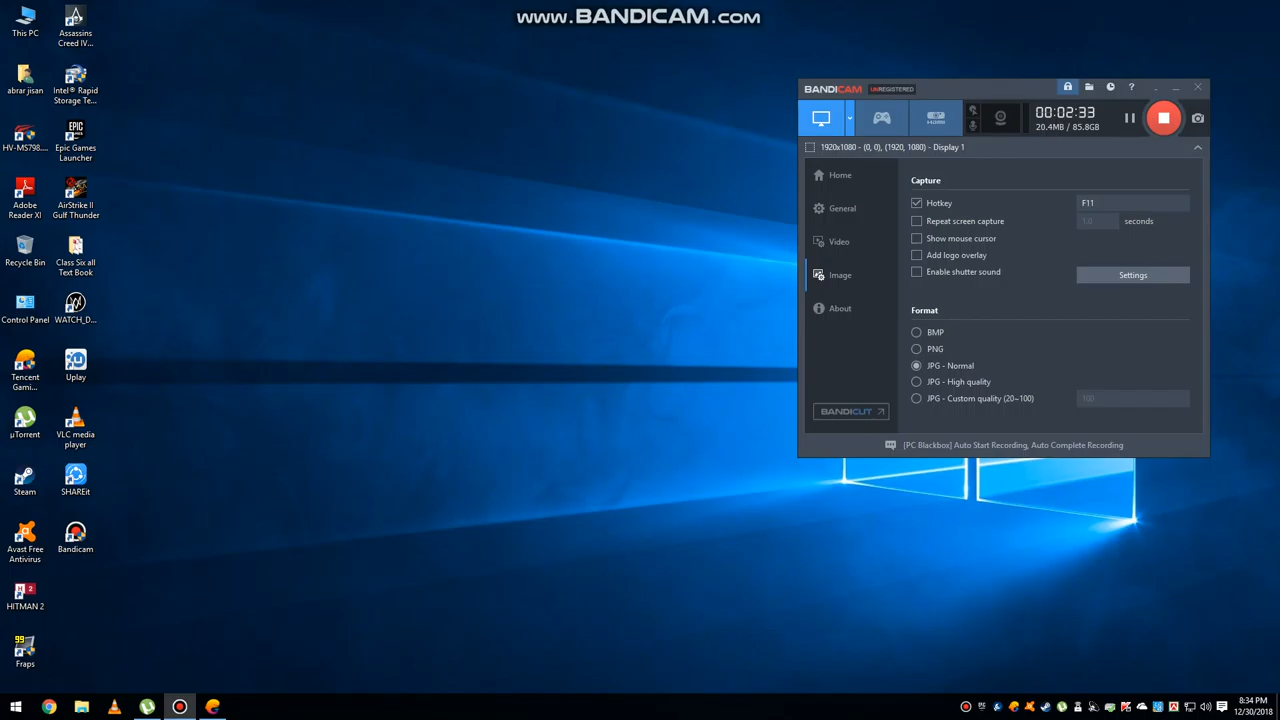 www.BANDICAM.com
This PC
Assassins
Creed IV...
abrar jisan
Intel® Rapid
Storage Te...
HV-MS798....
Epic Games
Launcher
Adobe
Reader XI
AirStrike II
Gulf Thunder
Recycle Bin
Class Six all
Text Book
Control Panel
WATCH_D...
Tencent
Gami...
Uplay
µTorrent
VLC media
player
Steam
SHAREit
Avast Free
Antivirus
Bandicam
HITMAN 2
99
Fraps
BANDICAM UNREGISTERED
?
HDMI
00:02:33
20.4MB / 85.8GB
1920x1080 - (0, 0), (1920, 1080) - Display 1
Home
General
Video
Image
About
BANDICUT
Capture
Hotkey F11
Repeat screen capture 1.0 seconds
Show mouse cursor
Add logo overlay
Enable shutter sound
Settings
Format
BMP
PNG
JPG - Normal
JPG - High quality
JPG - Custom quality (20~100) 100
[PC Blackbox] Auto Start Recording, Auto Complete Recording
8:34 PM
12/30/2018